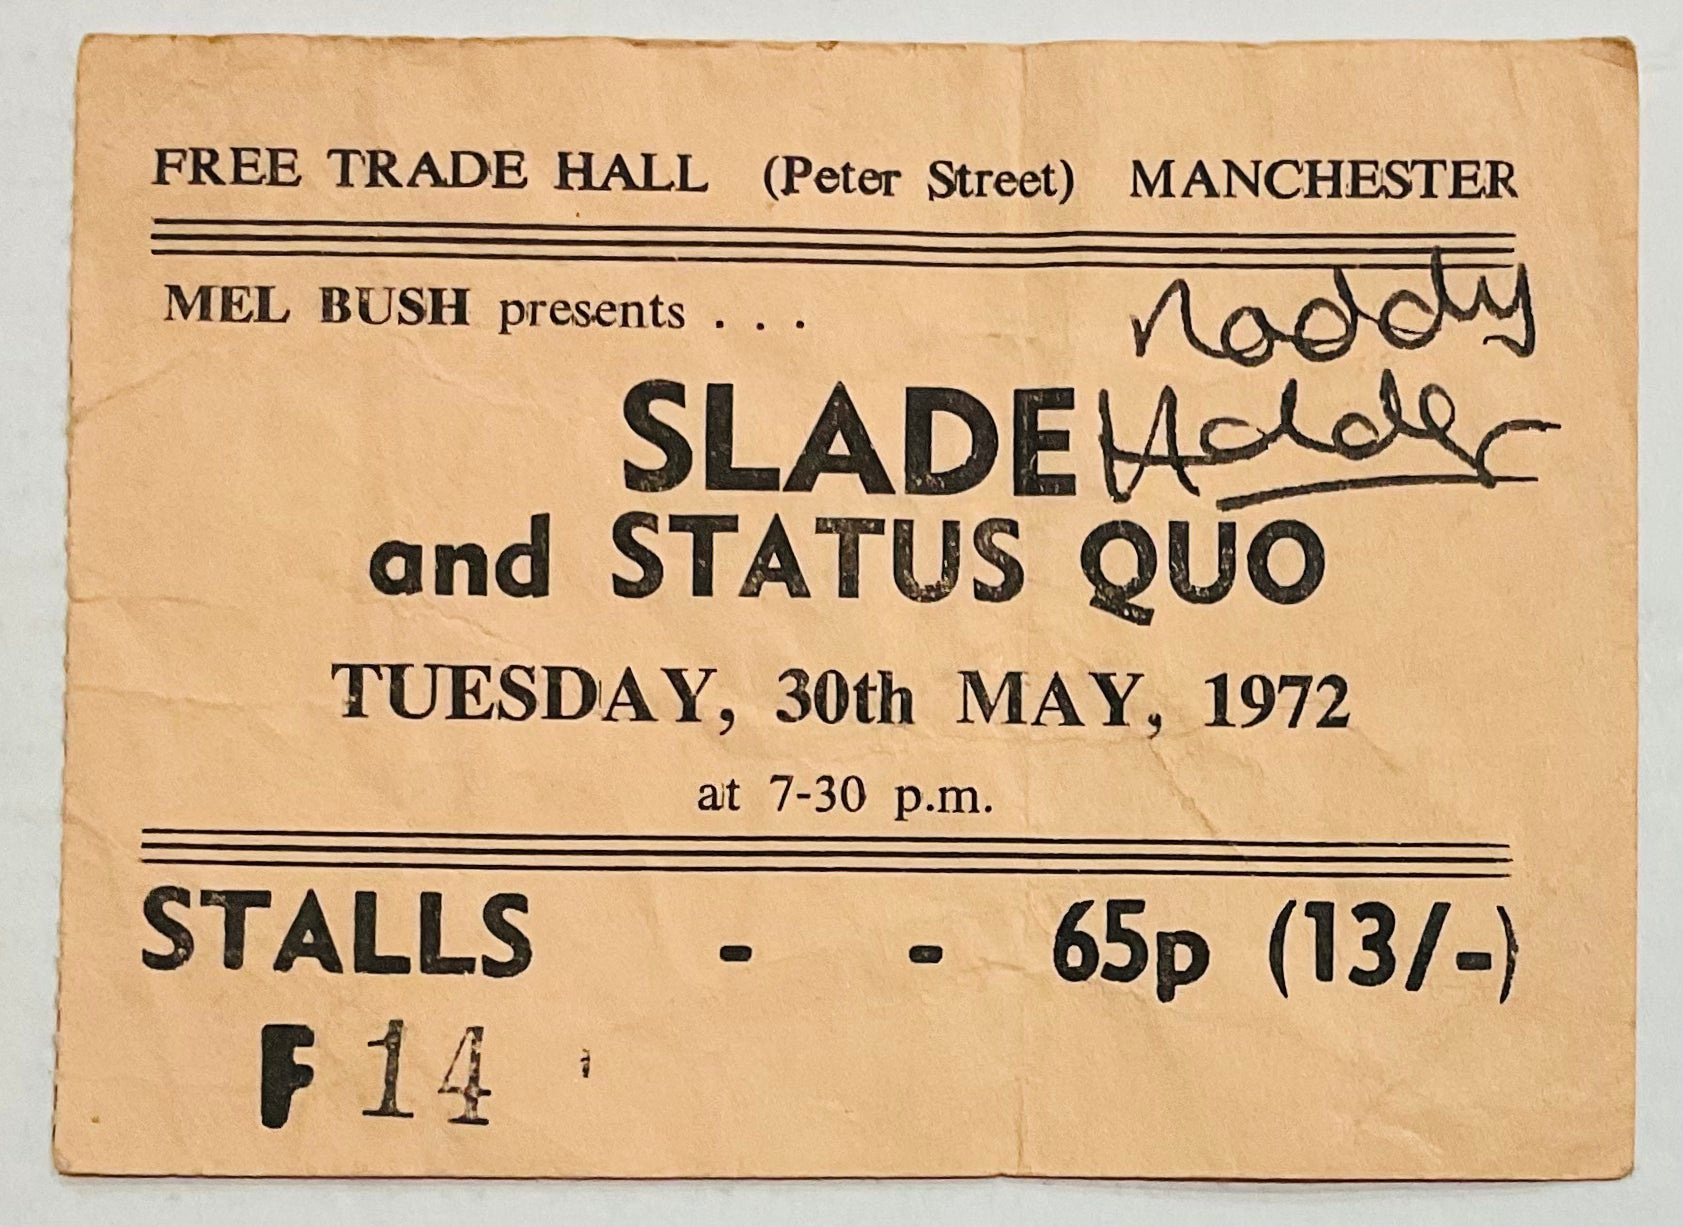 FREE TRADE HALL (Peter Street) MANCHESTER
MEL BUSH presents . . .
noddy
SLADE Holder
and STATUS QUO
TUESDAY, 30th MAY, 1972
at 7-30 p.m.
STALLS - - 65p (13/-)
F 14